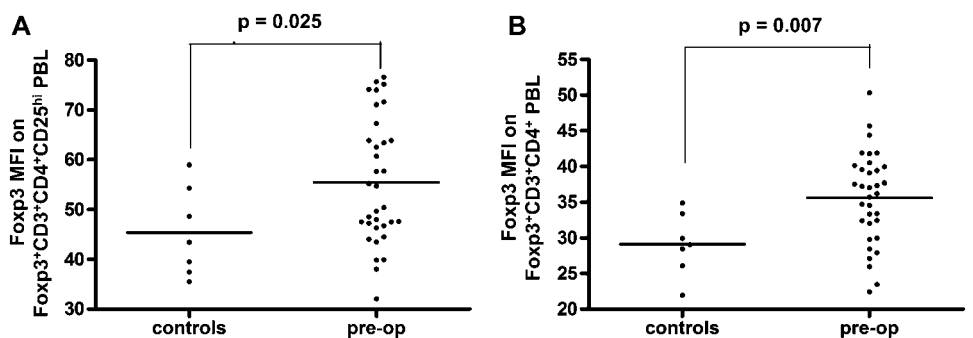 A
p = 0.025
Foxp3 MFI on
Foxp3⁺CD3⁺CD4⁺CD25ʰⁱ PBL
80
70
60
50
40
30
controls
pre-op
B
p = 0.007
Foxp3 MFI on
Foxp3⁺CD3⁺CD4⁺ PBL
55
50
45
40
35
30
25
20
controls
pre-op